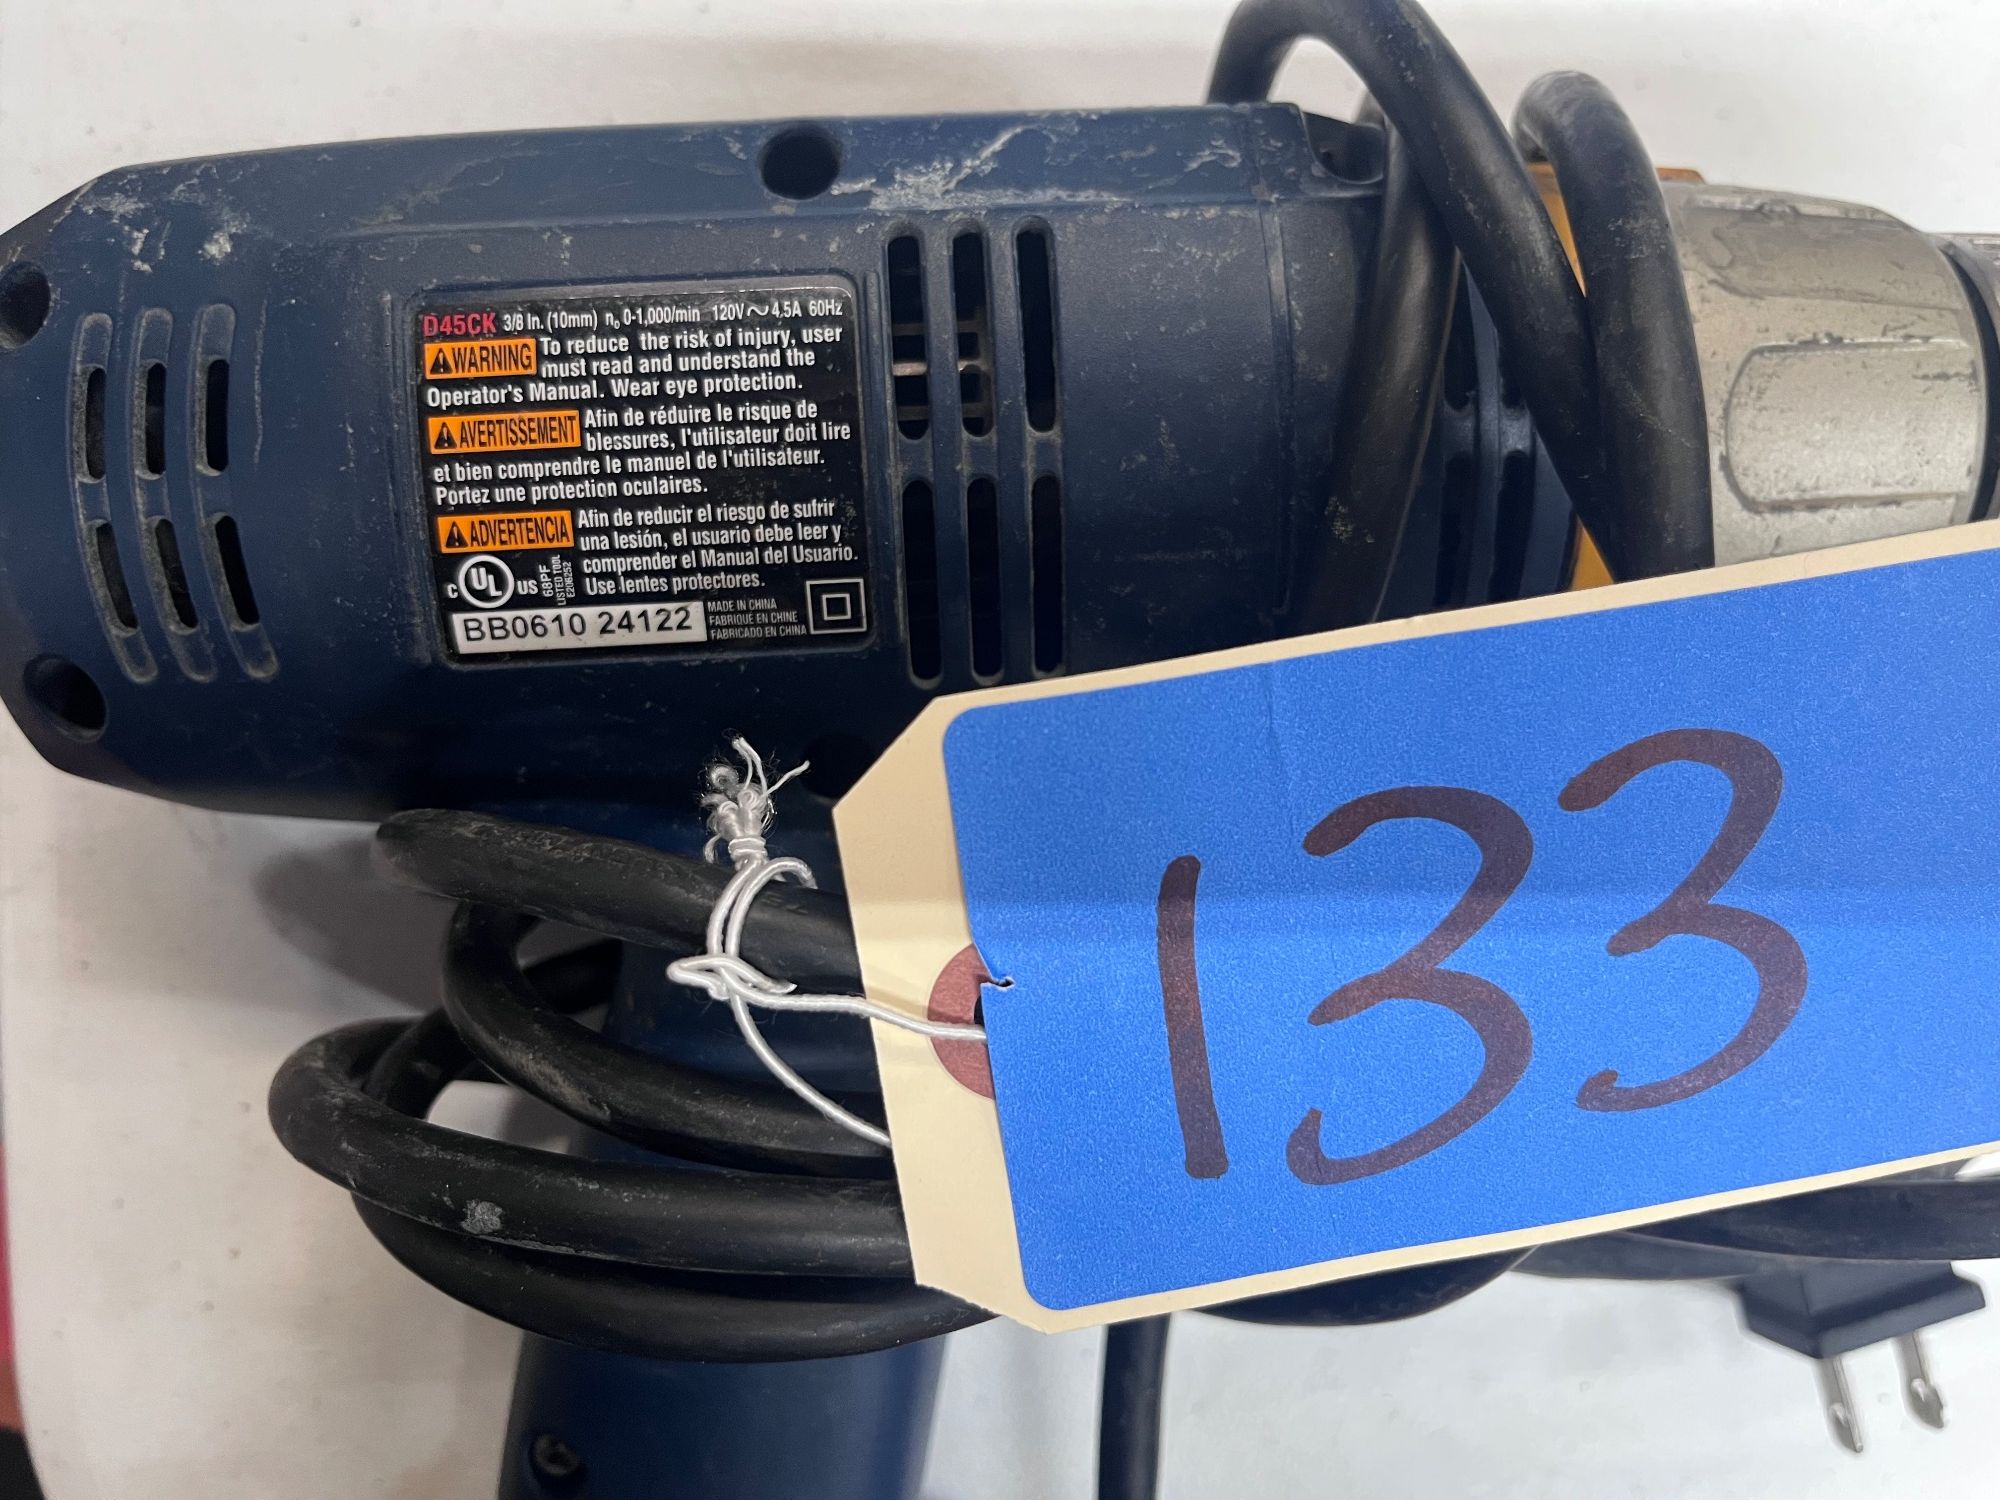 D45CK 3/8 In. (10mm) n₀ 0-1,000/min 120V~4.5A 60Hz
WARNING To reduce the risk of injury, user
must read and understand the
Operator's Manual. Wear eye protection.
AVERTISSEMENT Afin de réduire le risque de
blessures, l'utilisateur doit lire
et bien comprendre le manuel de l'utilisateur.
Portez une protection oculaires.
ADVERTENCIA Afin de reducir el riesgo de sufrir
una lesión, el usuario debe leer y
comprender el Manual del Usuario.
Use lentes protectores.
C UL US
68PF
LISTED TOOL
E206252
BB0610 24122
MADE IN CHINA
FABRIQUÉ EN CHINE
FABRICADO EN CHINA
133